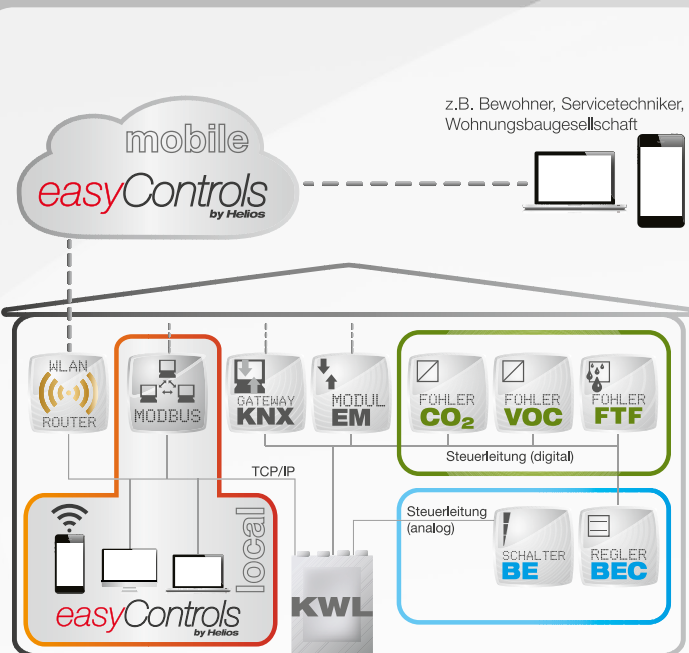 z.B. Bewohner, Servicetechniker,
Wohnungsbaugesellschaft
mobile
easyControls
by Helios
WLAN
ROUTER
MODBUS
GATEWAY
KNX
MODUL
EM
FÜHLER
CO₂
FÜHLER
VOC
FÜHLER
FTF
Steuerleitung (digital)
TCP/IP
Steuerleitung
(analog)
SCHALTER
BE
REGLER
BEC
local
easyControls
by Helios
KWL